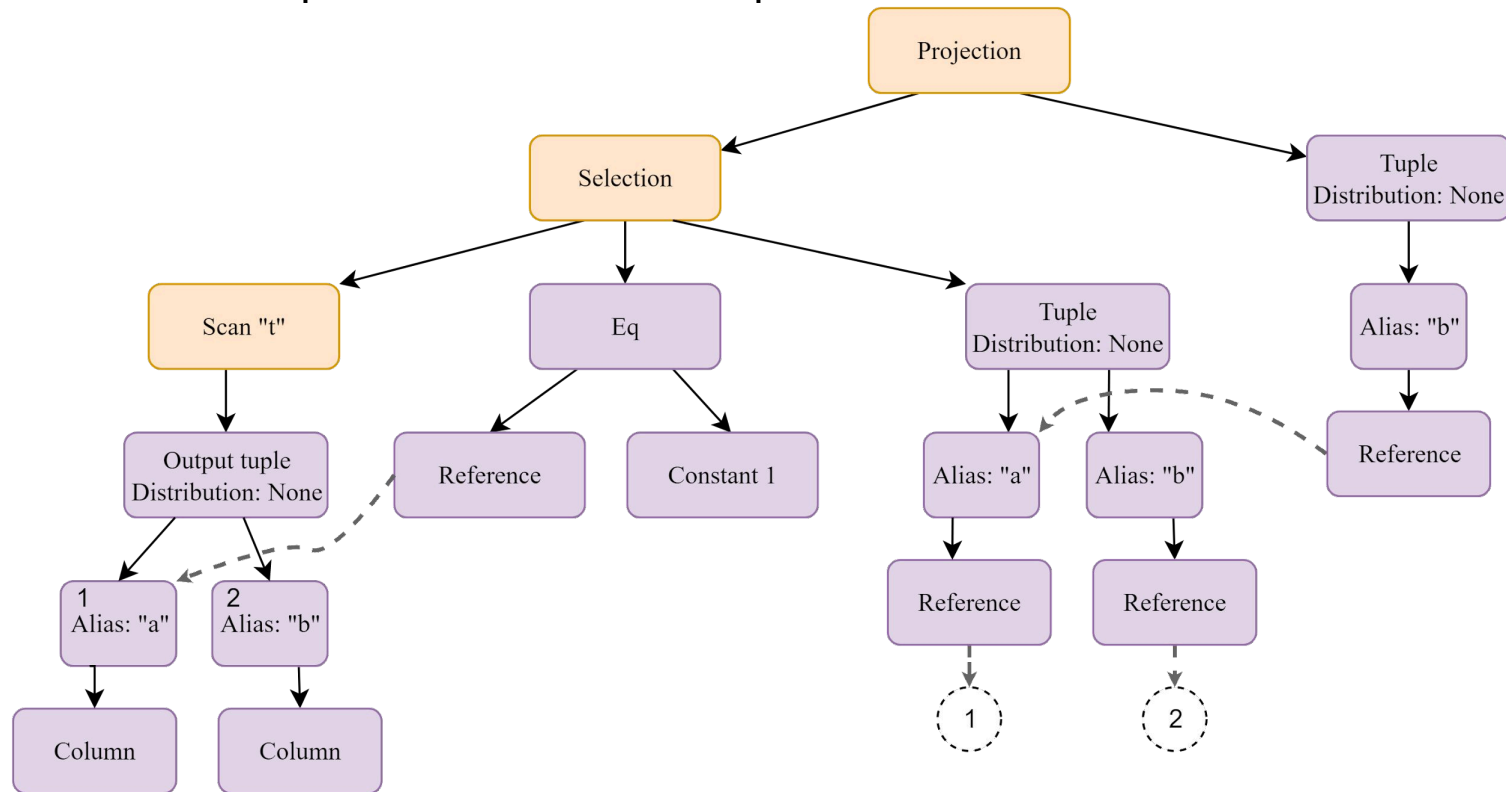 Projection
Selection
Tuple
Distribution: None
Scan "t"
Eq
Tuple
Distribution: None
Alias: "b"
Output tuple
Distribution: None
Reference
Constant 1
Alias: "a"
Alias: "b"
Reference
1
Alias: "a"
2
Alias: "b"
Reference
Reference
Column
Column
1
2